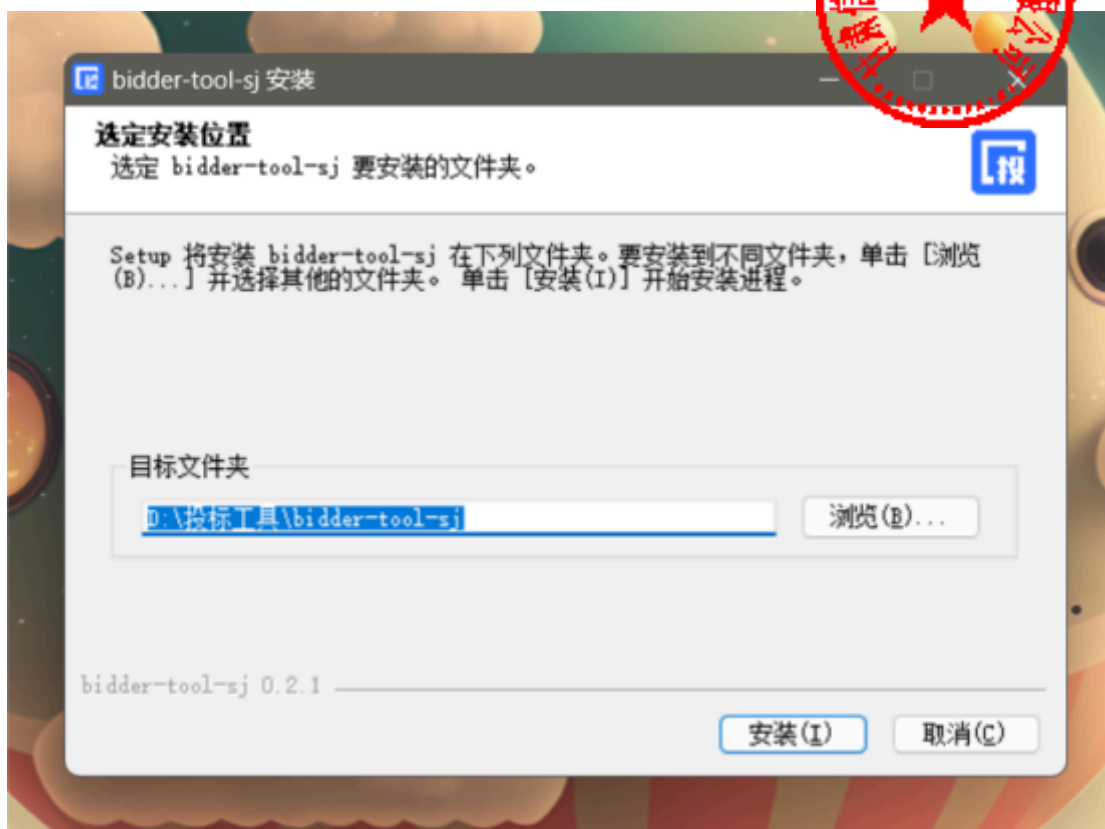 bidder-tool-sj 安装
选定安装位置
选定 bidder-tool-sj 要安装的文件夹。
投
Setup 将安装 bidder-tool-sj 在下列文件夹。要安装到不同文件夹，单击 [浏览
(B)...] 并选择其他的文件夹。 单击 [安装(I)] 开始安装进程。
目标文件夹
D:\投标工具\bidder-tool-sj
浏览(B)...
bidder-tool-sj 0.2.1
安装(I)
取消(C)